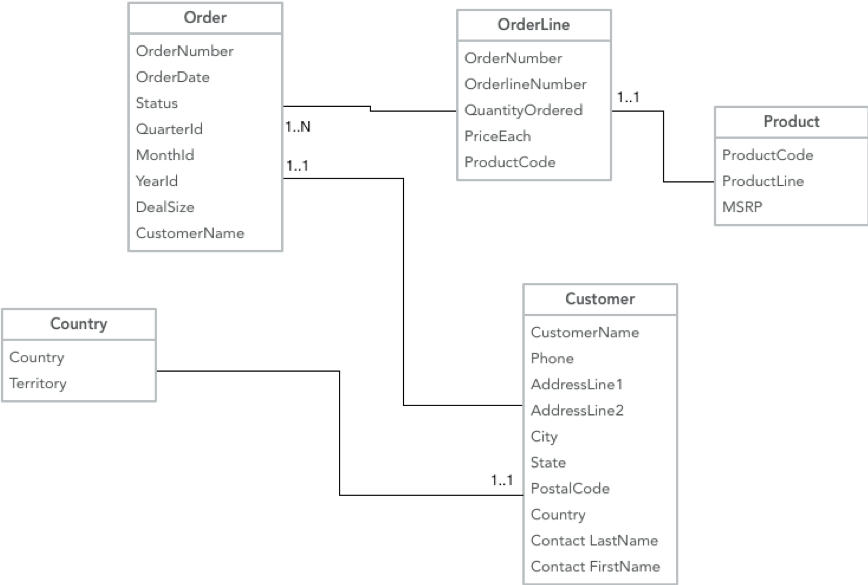 Order
OrderNumber
OrderDate
Status
QuarterId
MonthId
YearId
DealSize
CustomerName
1..N
1..1
OrderLine
OrderNumber
OrderlineNumber
QuantityOrdered
PriceEach
ProductCode
1..1
Product
ProductCode
ProductLine
MSRP
Country
Country
Territory
Customer
CustomerName
Phone
AddressLine1
AddressLine2
City
State
PostalCode
Country
Contact LastName
Contact FirstName
1..1